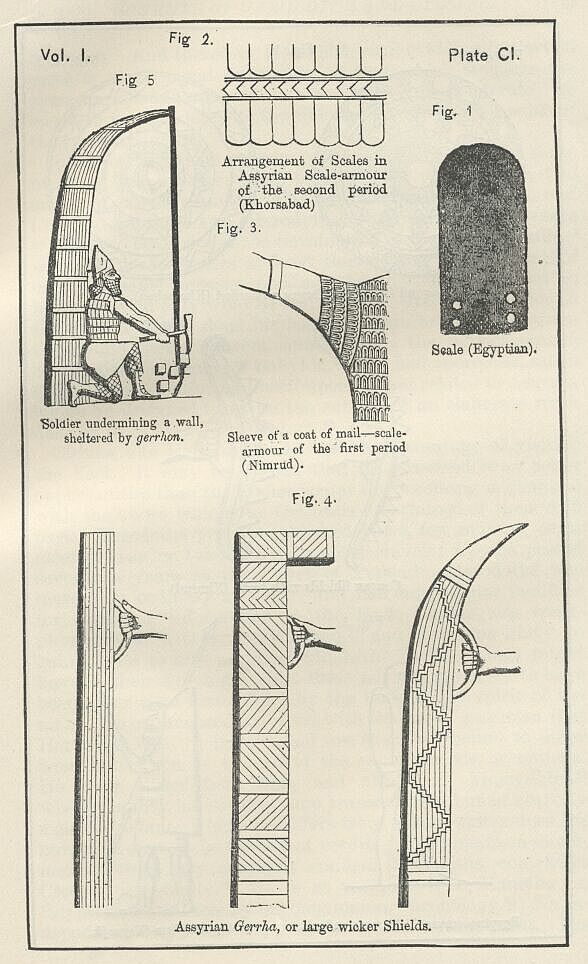 Vol. I.
Fig 2.
Plate CI.
Fig 5
Fig. 1
Arrangement of Scales in
Assyrian Scale-armour
of the second period
(Khorsabad)
Fig. 3.
Scale (Egyptian).
Soldier undermining a wall,
sheltered by gerrhon.
Sleeve of a coat of mail—scale-
armour of the first period
(Nimrud).
Fig. 4.
Assyrian Gerrha, or large wicker Shields.